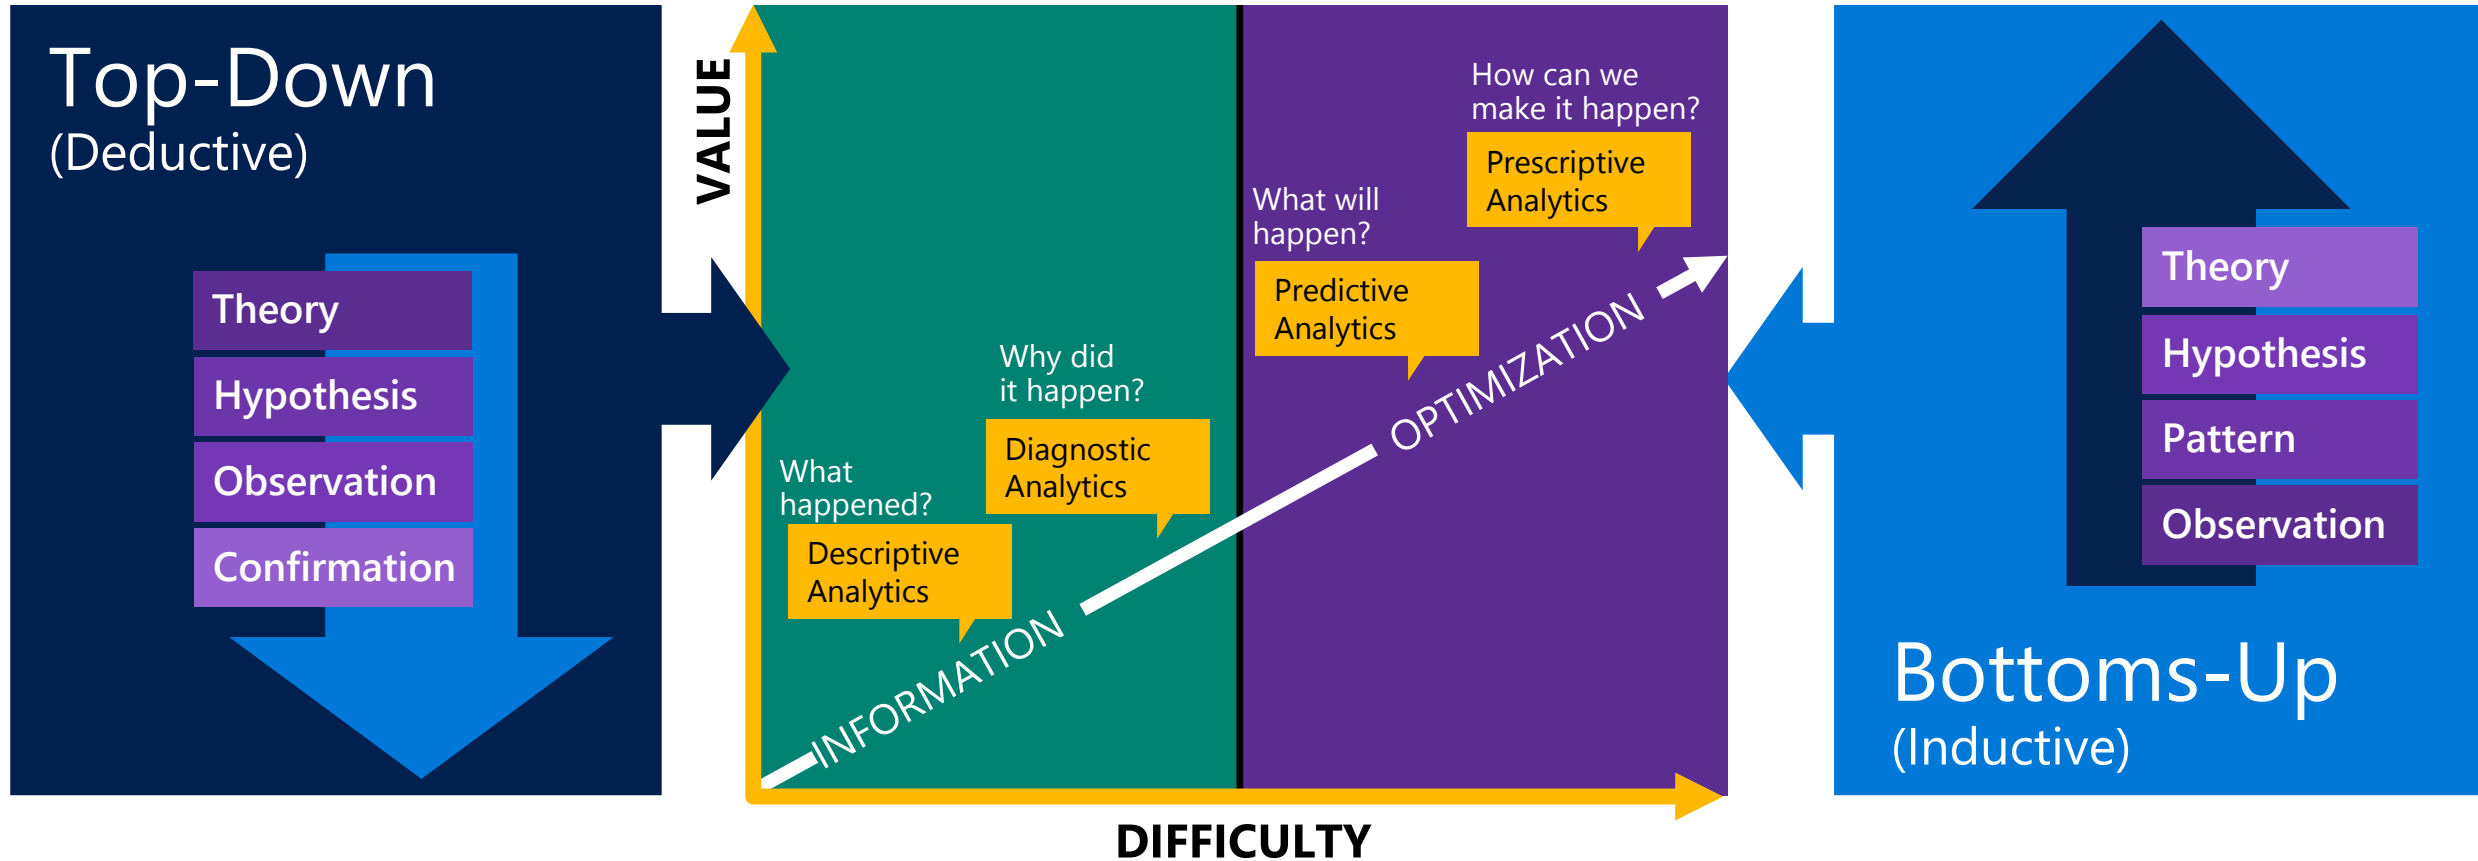 Top-Down
(Deductive)
Theory
Hypothesis
Observation
Confirmation
VALUE
How can we
make it happen?
Prescriptive
Analytics
What will
happen?
Predictive
Analytics
Why did
it happen?
Diagnostic
Analytics
What
happened?
Descriptive
Analytics
INFORMATION
OPTIMIZATION
DIFFICULTY
Theory
Hypothesis
Pattern
Observation
Bottoms-Up
(Inductive)